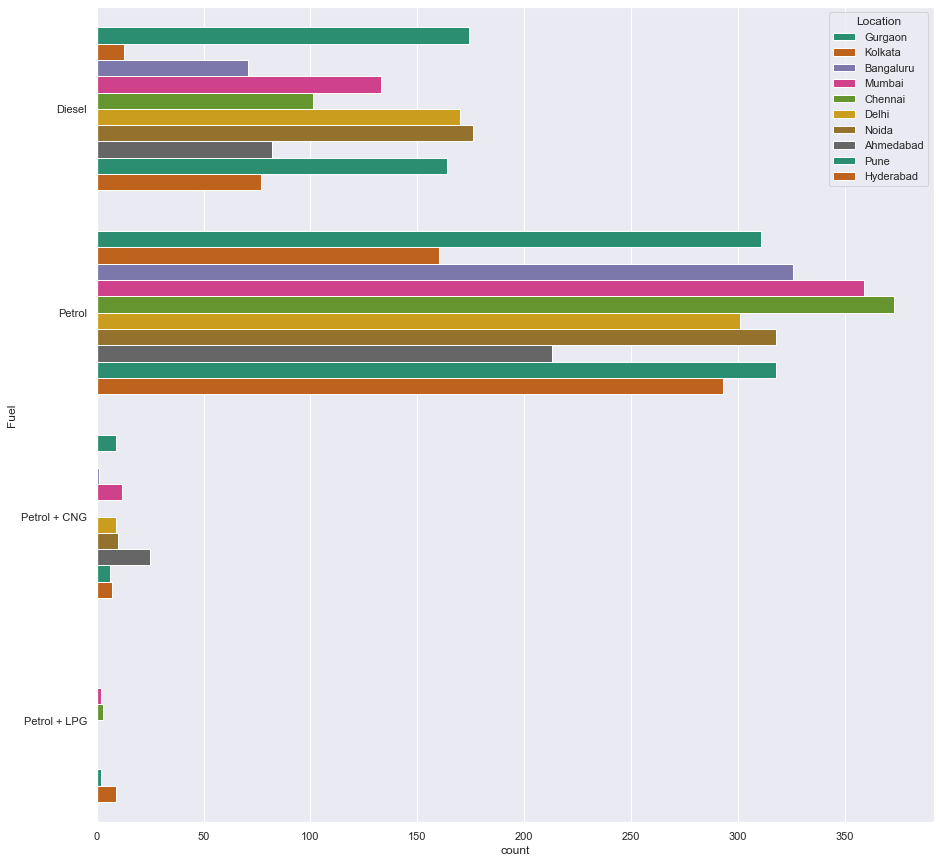 Location
Gurgaon
Kolkata
Bangaluru
Mumbai
Chennai
Delhi
Noida
Ahmedabad
Pune
Hyderabad
Diesel
Petrol
Fuel
Petrol + CNG
Petrol + LPG
0 50 100 150 200 250 300 350
count